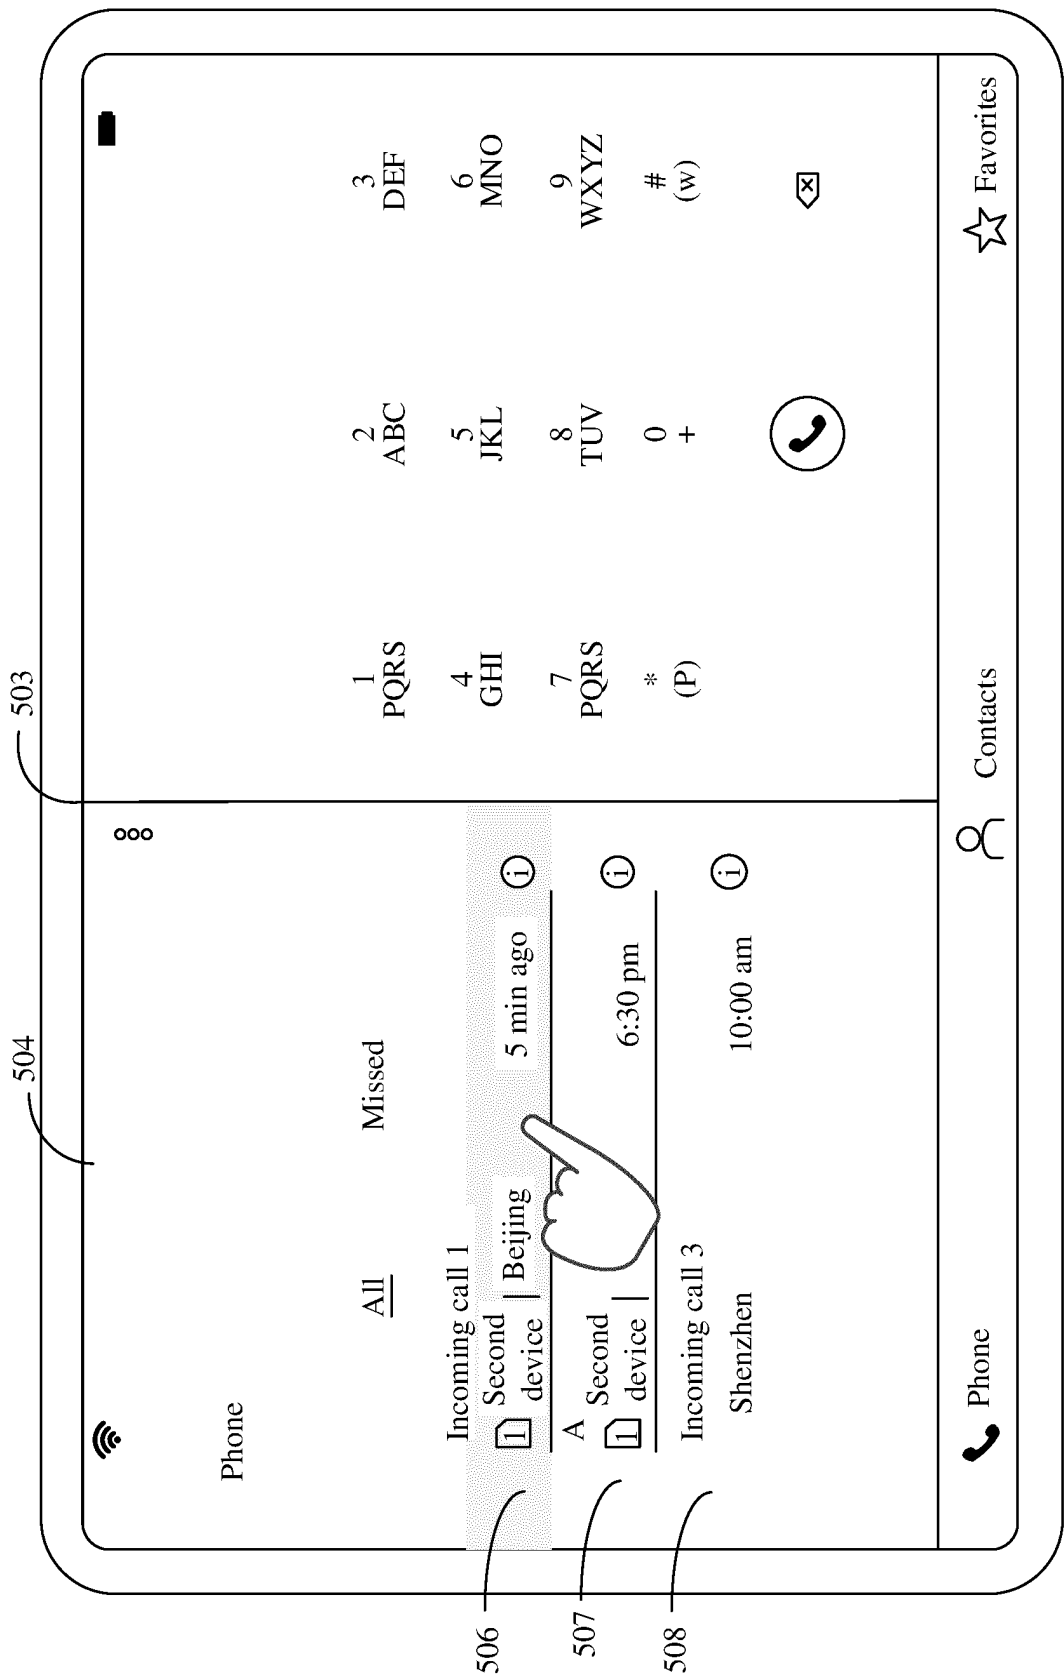 504
503
Phone
All
Missed
Incoming call 1
1
Second
device
Beijing
5 min ago
i
A
1
Second
device
6:30 pm
i
Incoming call 3
Shenzhen
10:00 am
i
506
507
508
1
PQRS
2
ABC
3
DEF
4
GHI
5
JKL
6
MNO
7
PQRS
8
TUV
9
WXYZ
*
(P)
0
+
#
(w)
Phone
Contacts
Favorites